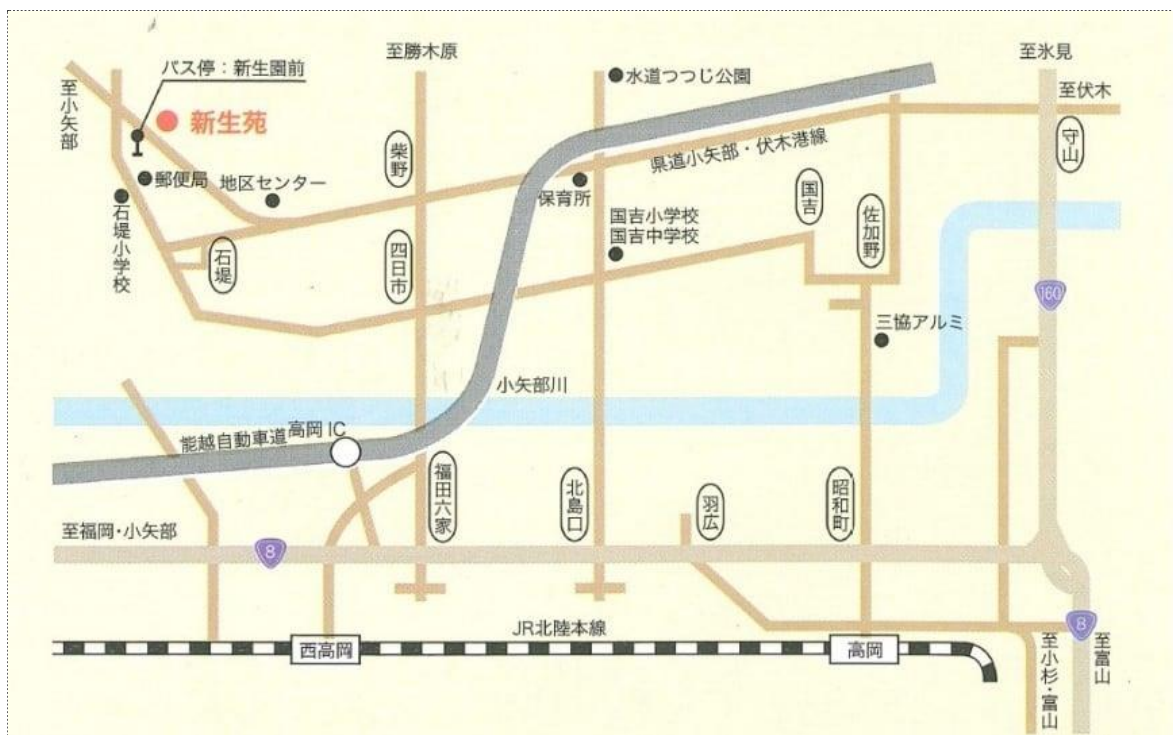 至勝木原
至氷見
バス停：新生園前
水道つつじ公園
至小矢部
至伏木
新生苑
守山
柴野
県道小矢部・伏木港線
郵便局
地区センター
保育所
国吉
石堤小学校
国吉小学校
国吉中学校
佐加野
石堤
四日市
160
三協アルミ
小矢部川
能越自動車道
高岡IC
福田六家
北島口
羽広
昭和町
至福岡・小矢部
8
JR北陸本線
8
西高岡
高岡
至小杉・富山
至富山